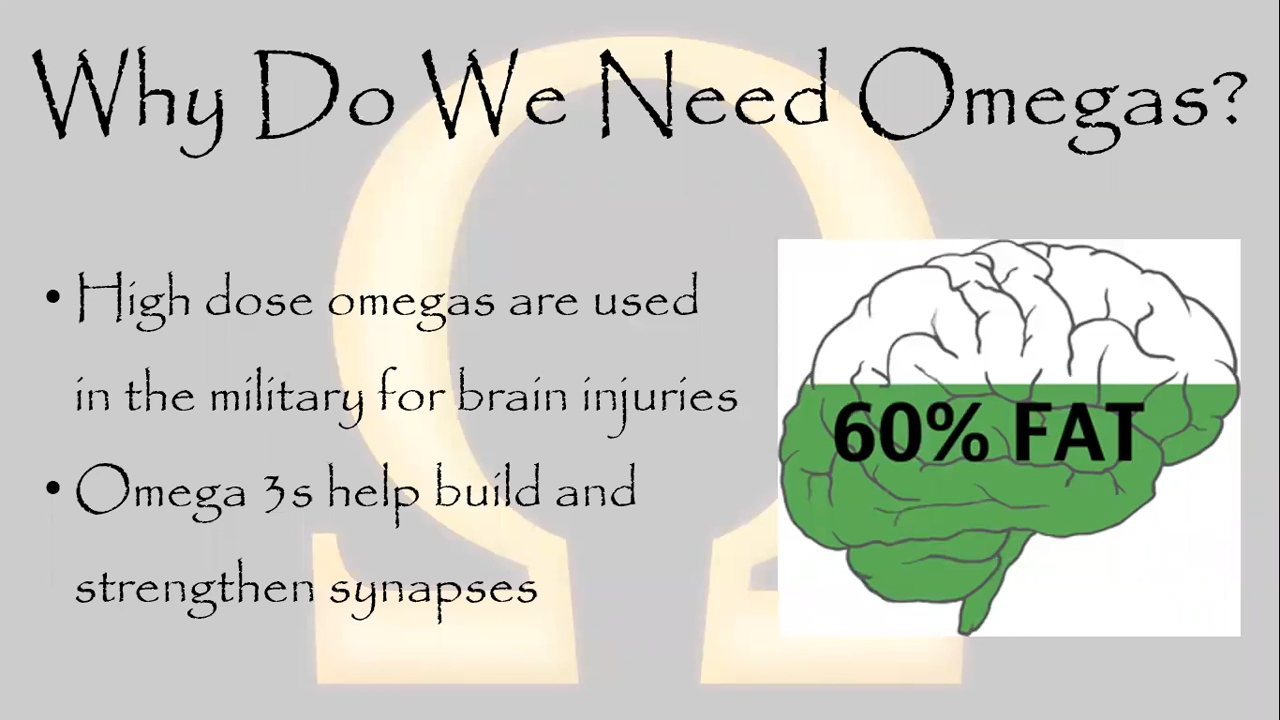 Why Do We Need Omegas?
• High dose omegas are used
in the military for brain injuries
• Omega 3s help build and
strengthen synapses
60% FAT